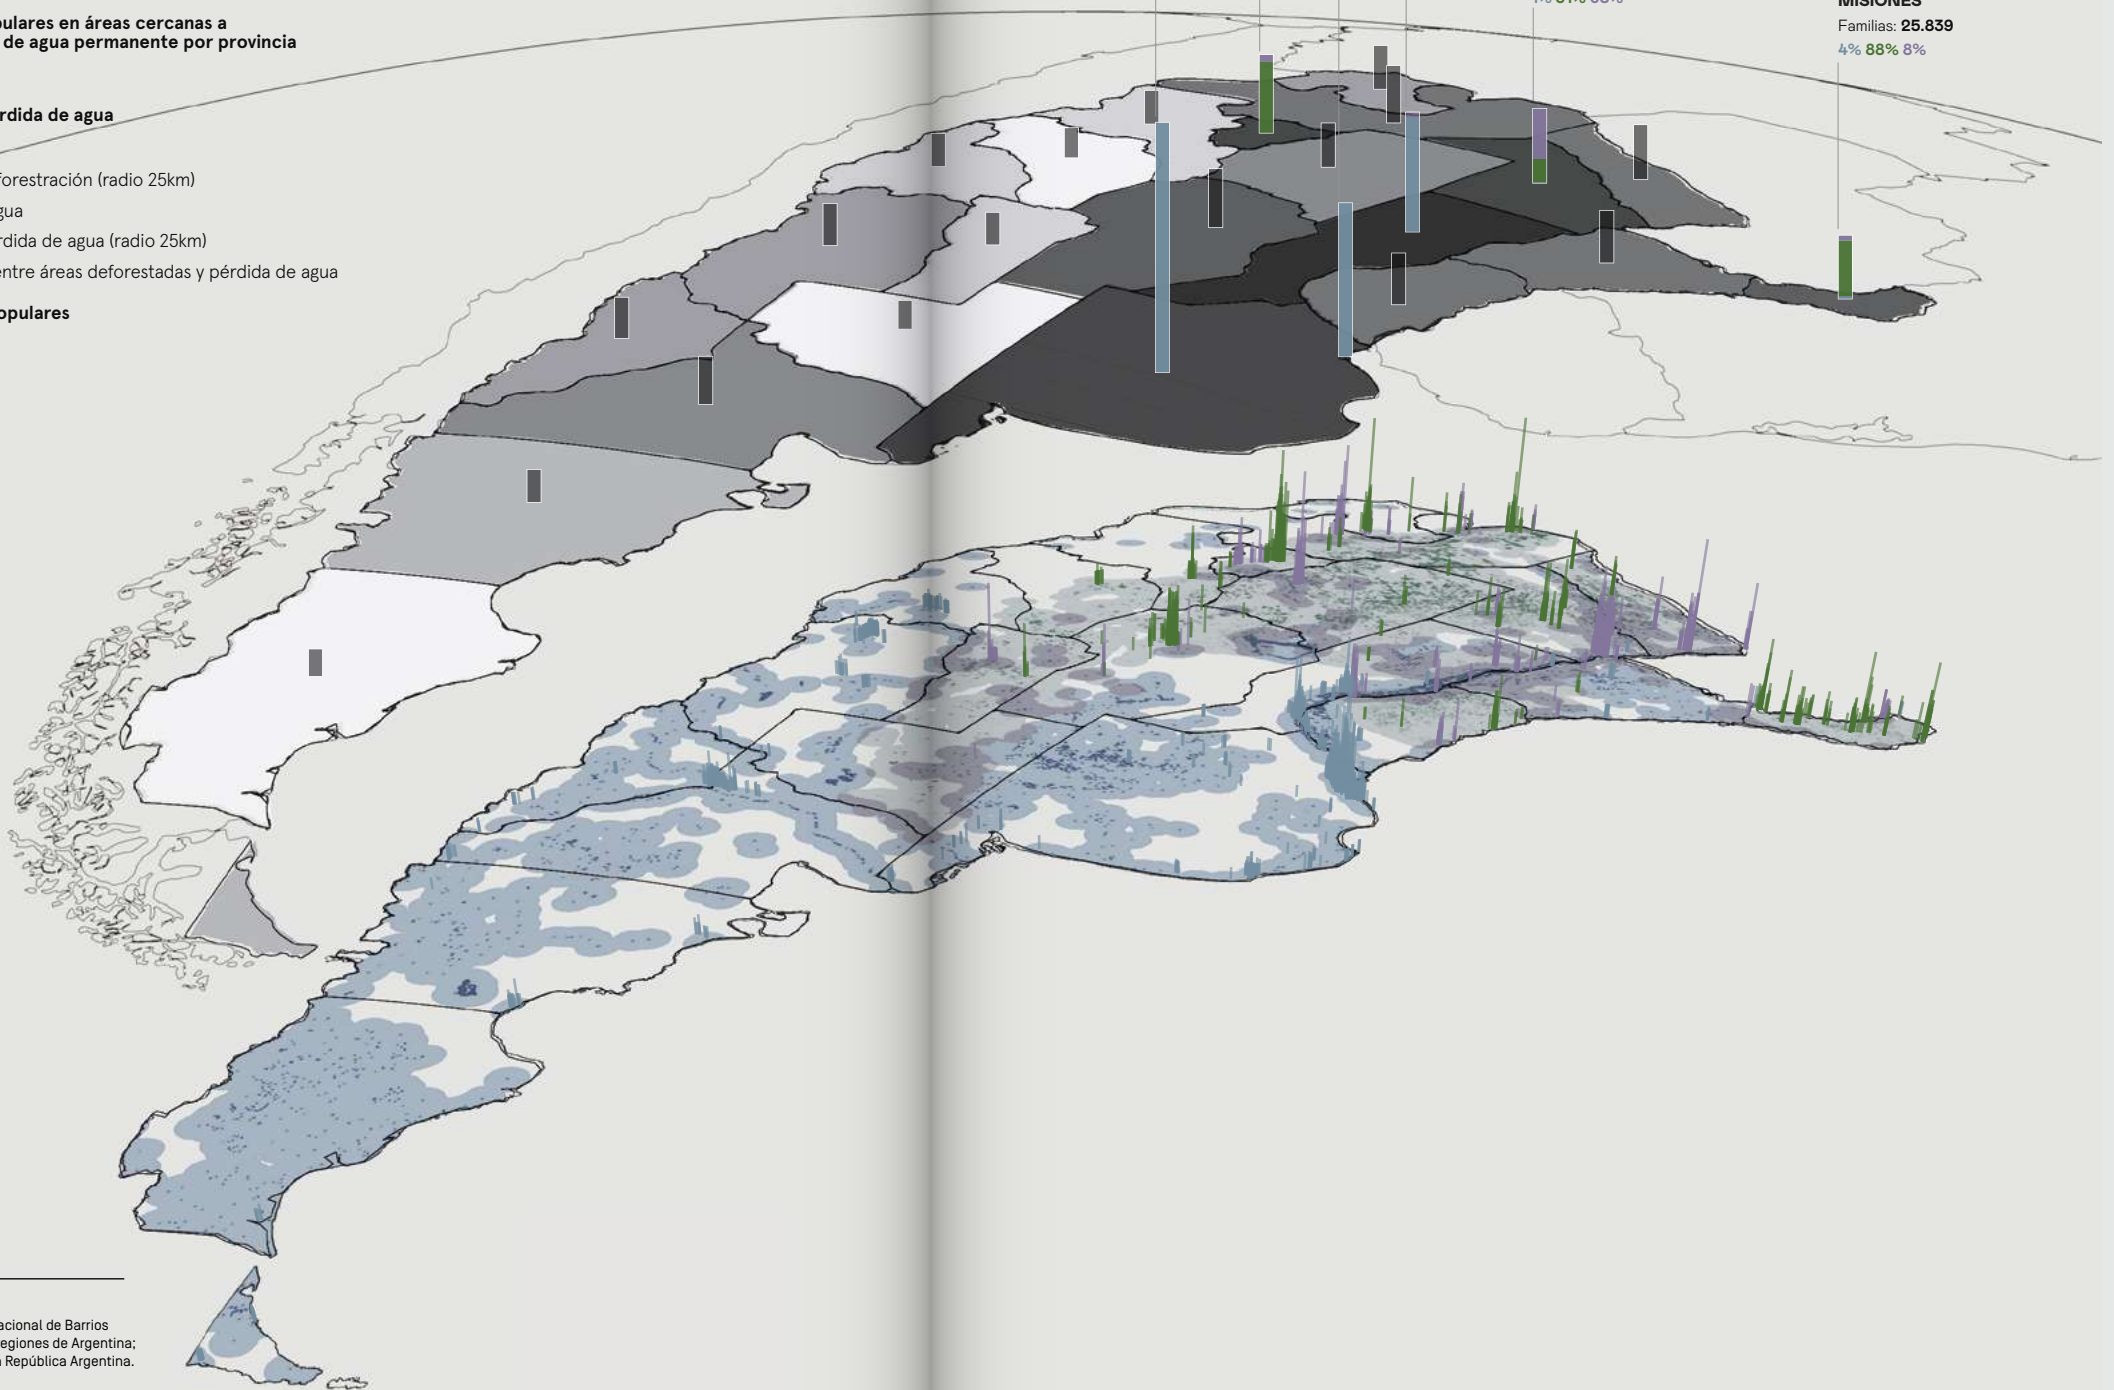 pulares en áreas cercanas a
de agua permanente por provincia
rdida de agua
forestración (radio 25km)
gua
rdida de agua (radio 25km)
entre áreas deforestadas y pérdida de agua
opulares
MISIONES
Familias: 25.839
4% 88% 8%
acional de Barrios
regiones de Argentina;
a República Argentina.